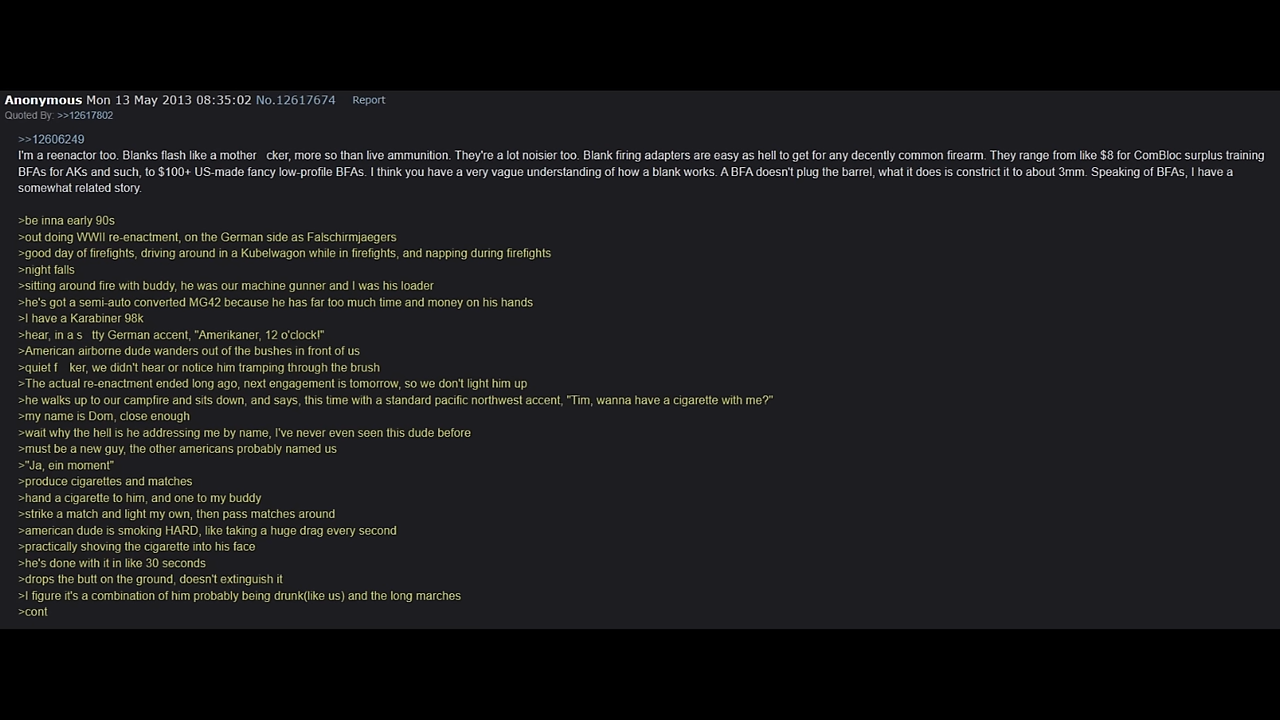 Anonymous Mon 13 May 2013 08:35:02 No.12617674 Report
Quoted By: >>12617802
>>12606249
I'm a reenactor too. Blanks flash like a mother cker, more so than live ammunition. They're a lot noisier too. Blank firing adapters are easy as hell to get for any decently common firearm. They range from like $8 for ComBloc surplus training
BFAs for AKs and such, to $100+ US-made fancy low-profile BFAs. I think you have a very vague understanding of how a blank works. A BFA doesn't plug the barrel, what it does is constrict it to about 3mm. Speaking of BFAs, I have a
somewhat related story.
>be inna early 90s
>out doing WWII re-enactment, on the German side as Falschirmjaegers
>good day of firefights, driving around in a Kubelwagon while in firefights, and napping during firefights
>night falls
>sitting around fire with buddy, he was our machine gunner and I was his loader
>he's got a semi-auto converted MG42 because he has far too much time and money on his hands
>I have a Karabiner 98k
>hear, in a s tty German accent, "Amerikaner, 12 o'clock!"
>American airborne dude wanders out of the bushes in front of us
>quiet f ker, we didn't hear or notice him tramping through the brush
>The actual re-enactment ended long ago, next engagement is tomorrow, so we don't light him up
>he walks up to our campfire and sits down, and says, this time with a standard pacific northwest accent, "Tim, wanna have a cigarette with me?"
>my name is Dom, close enough
>wait why the hell is he addressing me by name, I've never even seen this dude before
>must be a new guy, the other americans probably named us
>"Ja, ein moment"
>produce cigarettes and matches
>hand a cigarette to him, and one to my buddy
>strike a match and light my own, then pass matches around
>american dude is smoking HARD, like taking a huge drag every second
>practically shoving the cigarette into his face
>he's done with it in like 30 seconds
>drops the butt on the ground, doesn't extinguish it
>I figure it's a combination of him probably being drunk(like us) and the long marches
>cont